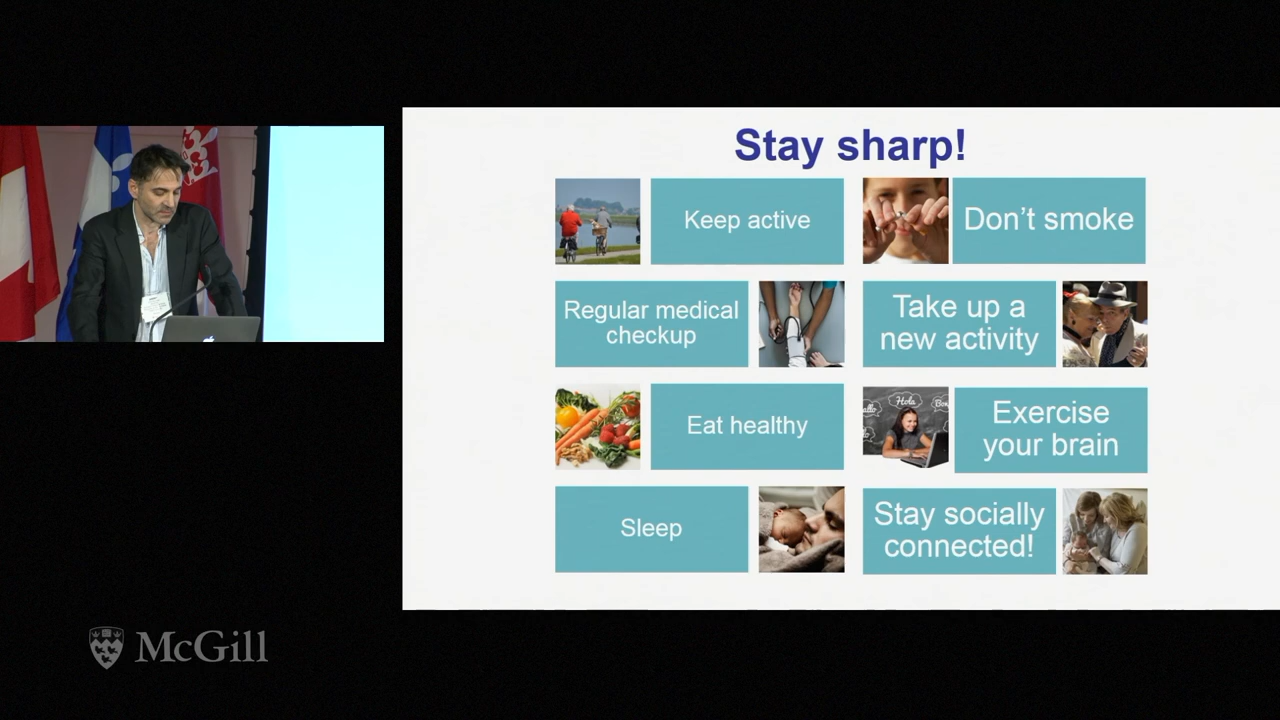 Stay sharp!
Keep active
Don't smoke
Regular medical
checkup
Take up a
new activity
Eat healthy
Hola
Exercise
your brain
Sleep
Stay socially
connected!
McGill